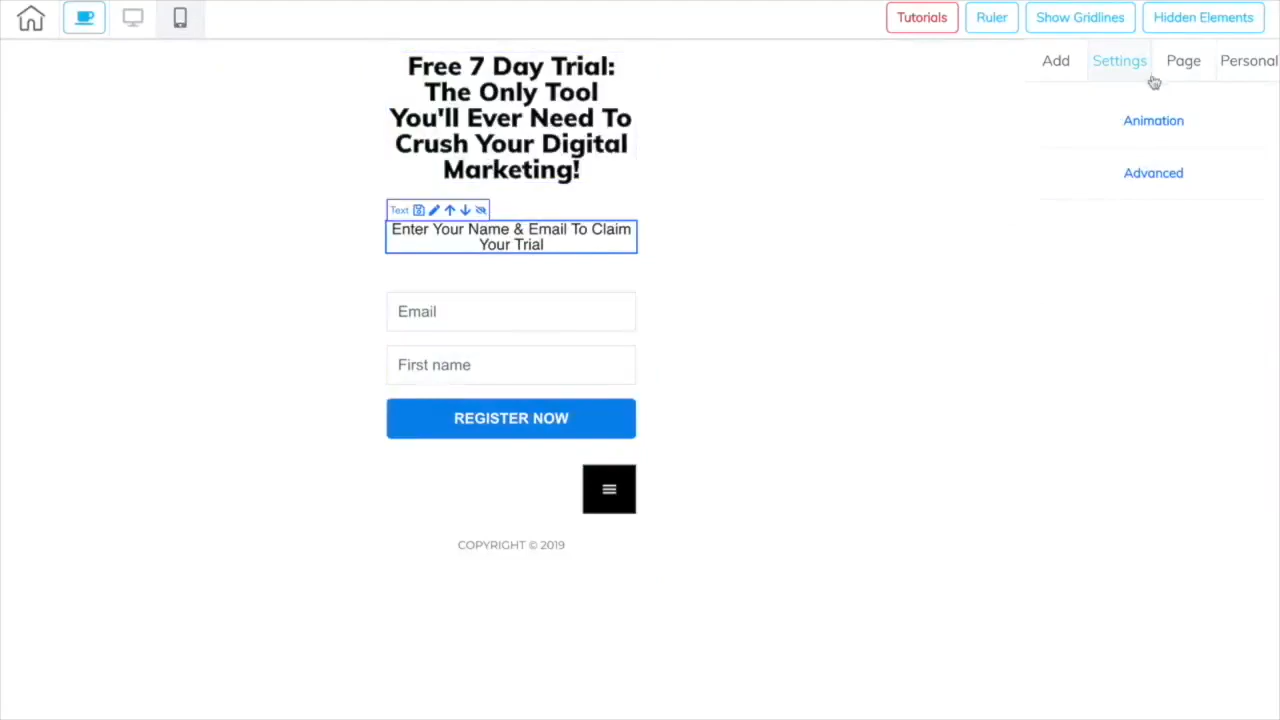 Tutorials
Ruler
Show Gridlines
Hidden Elements
Add
Settings
Page
Personal
Animation
Advanced
Free 7 Day Trial:
The Only Tool
You'll Ever Need To
Crush Your Digital
Marketing!
Text
Enter Your Name & Email To Claim
Your Trial
Email
First name
REGISTER NOW
COPYRIGHT © 2019